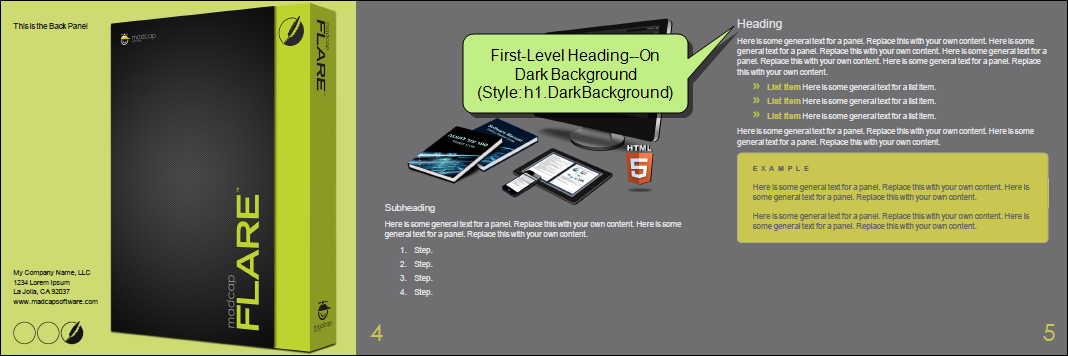 This is the Back Panel
madcap
FLARE™
madcap
madcap
FLARE™
madcap
My Company Name, LLC
1234 Lorem Ipsum
La Jolla, CA 92037
www.madcapsoftware.com
First-Level Heading--On
Dark Background
(Style: h1.DarkBackground)
Software Manual
HTML
5
Subheading
Here is some general text for a panel. Replace this with your own content. Here is some
general text for a panel. Replace this with your own content.
1. Step.
2. Step.
3. Step.
4. Step.
4
Heading
Here is some general text for a panel. Replace this with your own content. Here is some
general text for a panel. Replace this with your own content. Here is some general text for a
panel. Replace this with your own content. Here is some general text for a panel. Replace
this with your own content.
» List item Here is some general text for a list item.
» List item Here is some general text for a list item.
» List item Here is some general text for a list item.
Here is some general text for a panel. Replace this with your own content. Here is some
general text for a panel. Replace this with your own content.
EXAMPLE
Here is some general text for a panel. Replace this with your own content. Here is
some general text for a panel. Replace this with your own content.
Here is some general text for a panel. Replace this with your own content. Here is
some general text for a panel. Replace this with your own content.
5